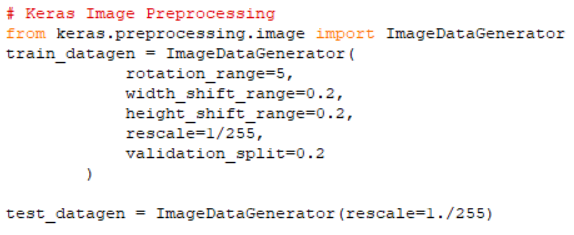 # Keras Image Preprocessing
from keras.preprocessing.image import ImageDataGenerator
train_datagen = ImageDataGenerator(
rotation_range=5,
width_shift_range=0.2,
height_shift_range=0.2,
rescale=1/255,
validation_split=0.2
)
test_datagen = ImageDataGenerator(rescale=1./255)